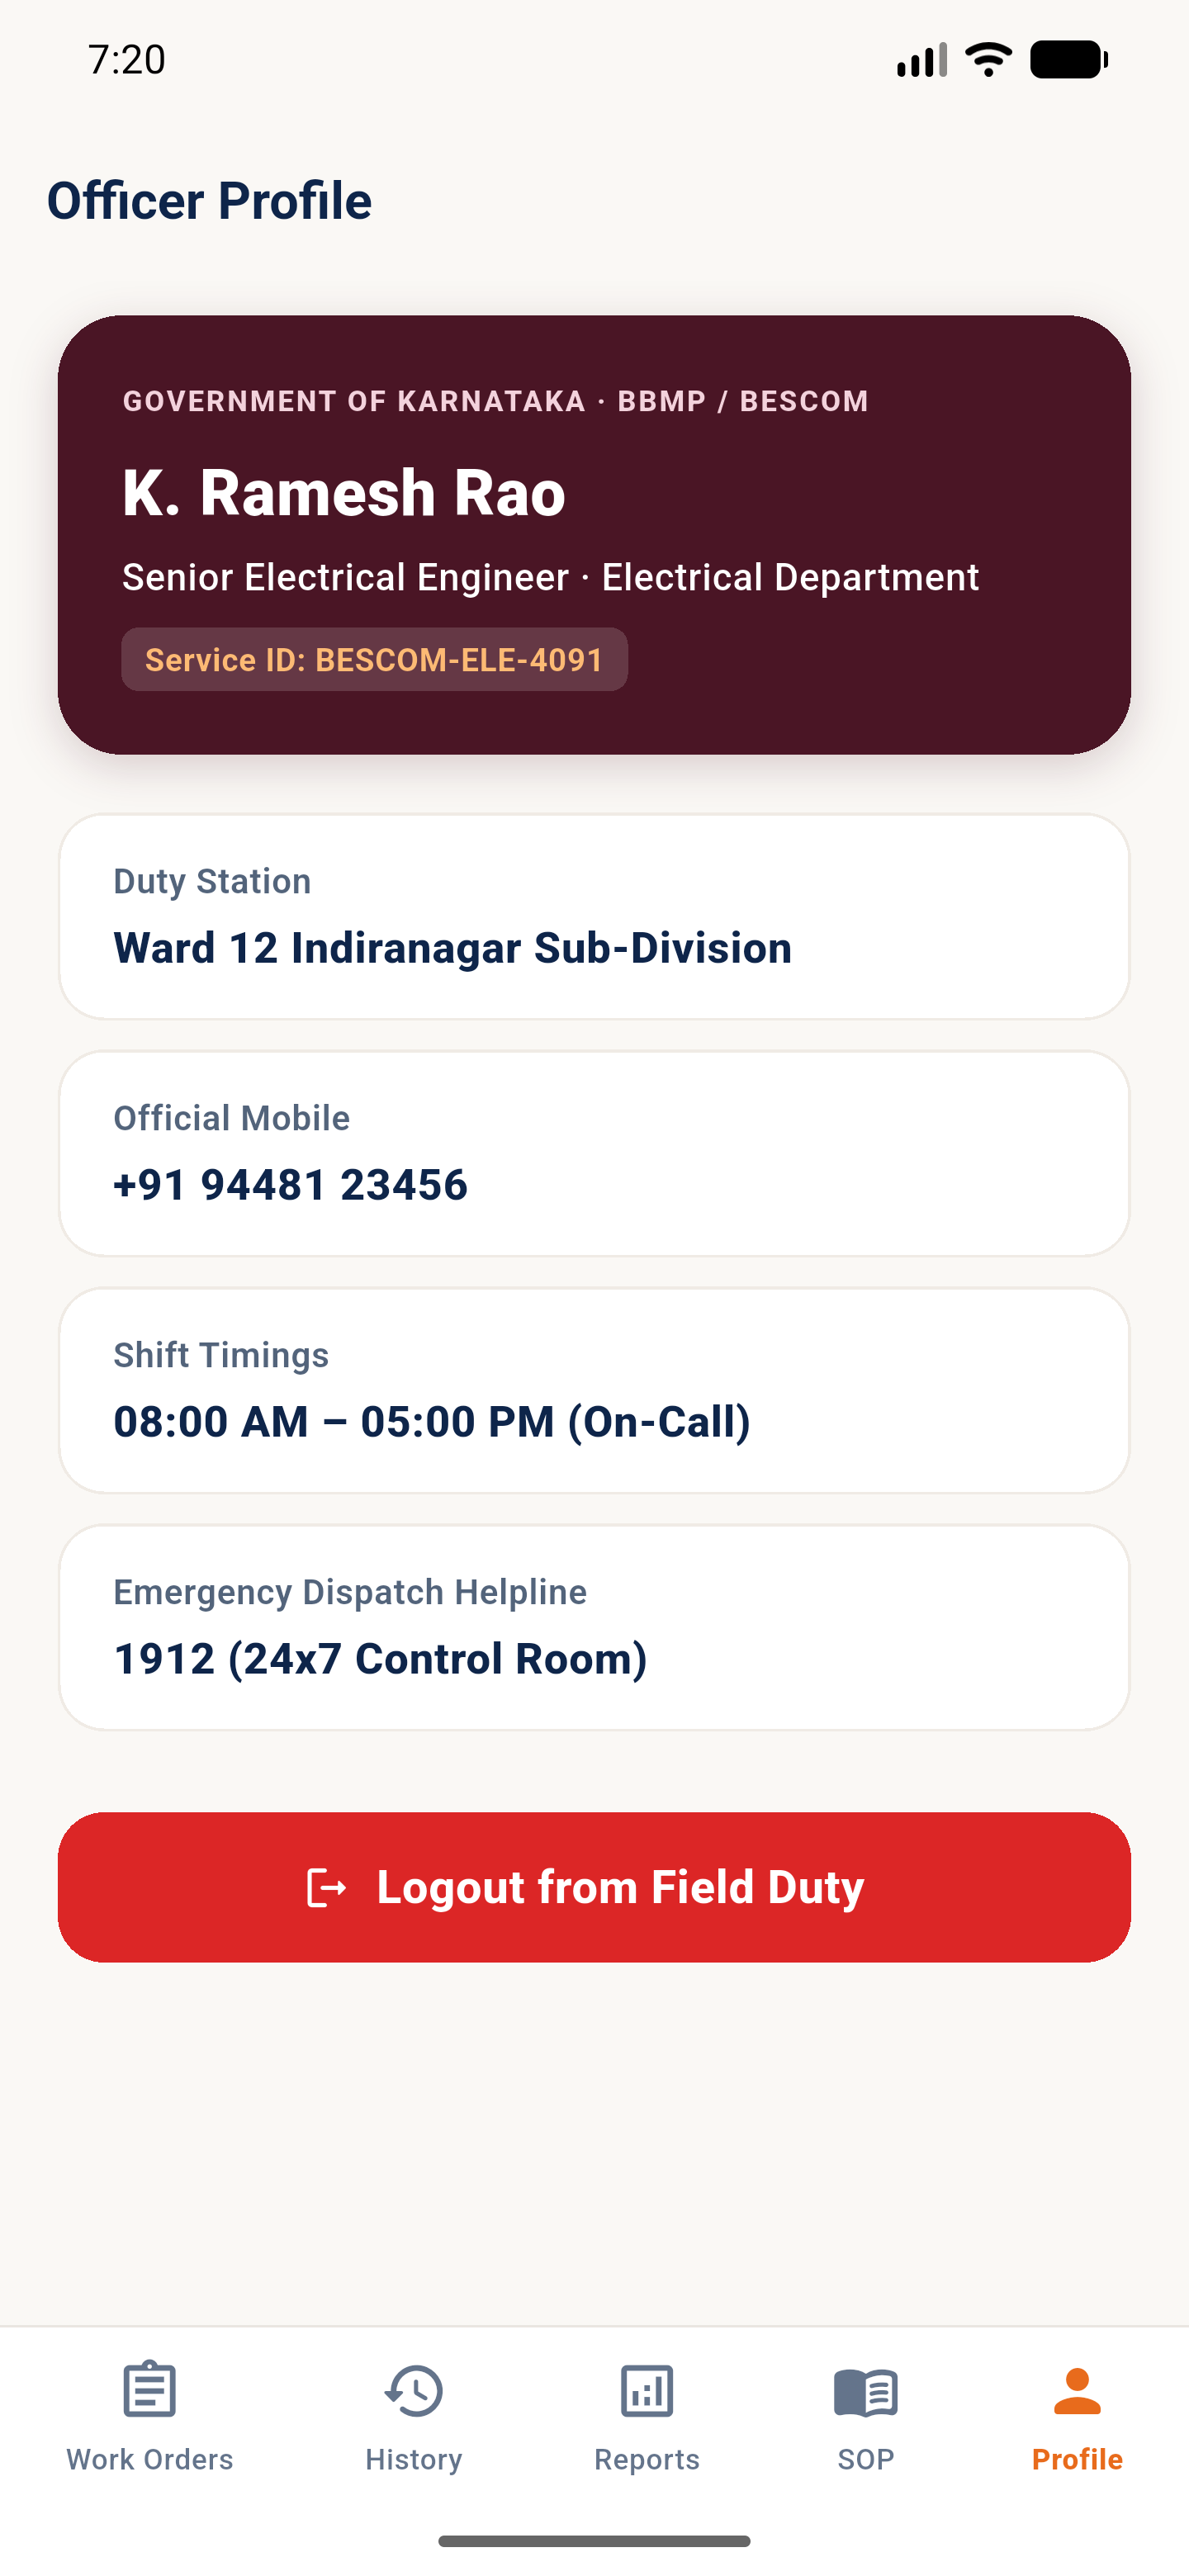 7:20
Officer Profile
GOVERNMENT OF KARNATAKA · BBMP / BESCOM
K. Ramesh Rao
Senior Electrical Engineer · Electrical Department
Service ID: BESCOM-ELE-4091
Duty Station
Ward 12 Indiranagar Sub-Division
Official Mobile
+91 94481 23456
Shift Timings
08:00 AM – 05:00 PM (On-Call)
Emergency Dispatch Helpline
1912 (24x7 Control Room)
Logout from Field Duty
Work Orders History Reports SOP Profile